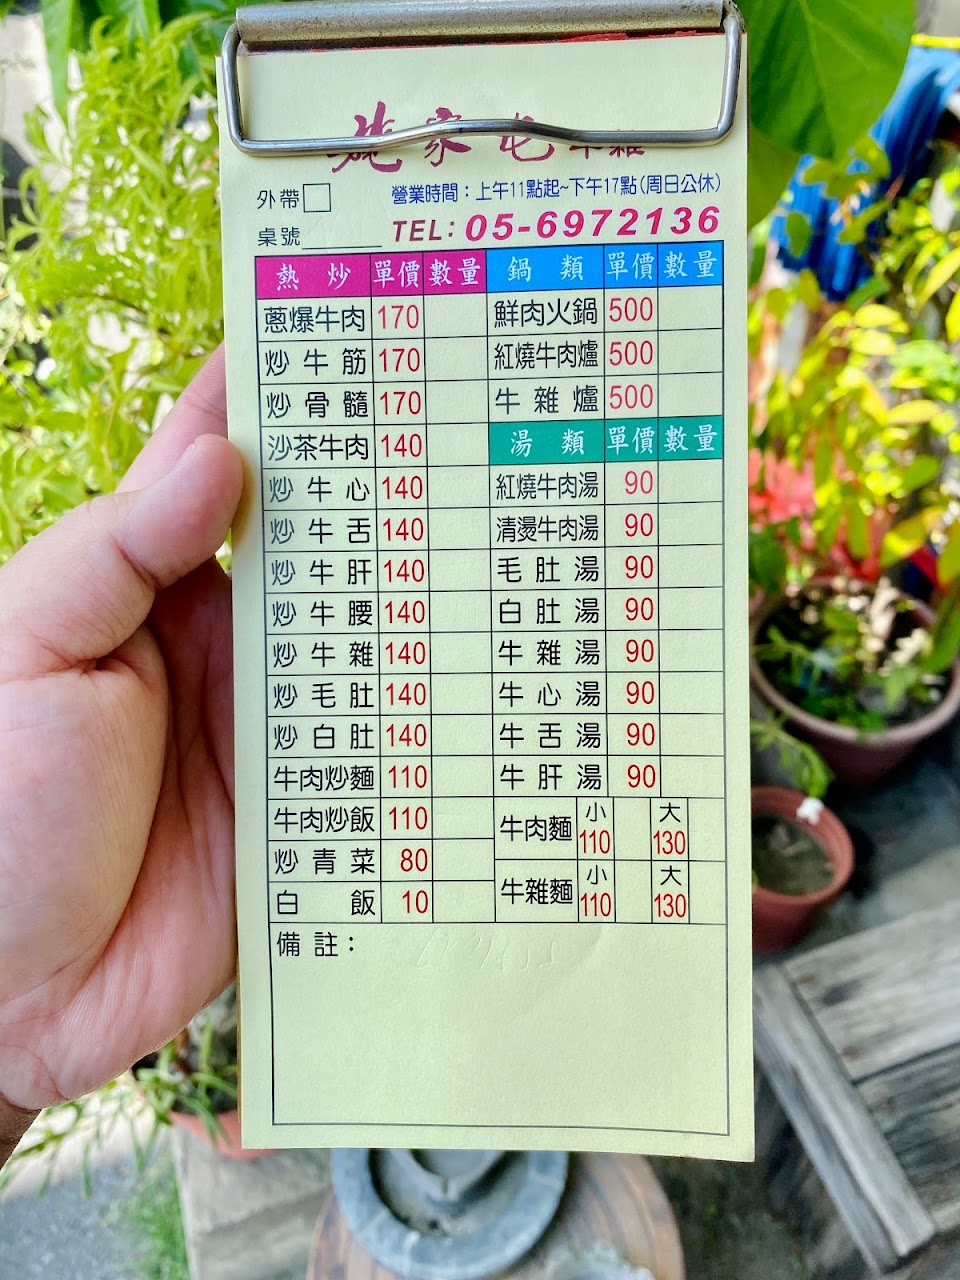 家 牛雜
外帶
營業時間：上午11點起~下午17點(周日公休)
桌號
TEL: 05-6972136
熱炒 單價 數量
蔥爆牛肉 170
炒牛筋 170
炒骨髓 170
沙茶牛肉 140
炒牛心 140
炒牛舌 140
炒牛肝 140
炒牛腰 140
炒牛雜 140
炒毛肚 140
炒白肚 140
牛肉炒麵 110
牛肉炒飯 110
炒青菜 80
白飯 10
鍋類 單價 數量
鮮肉火鍋 500
紅燒牛肉爐 500
牛雜爐 500
湯類 單價 數量
紅燒牛肉湯 90
清燙牛肉湯 90
毛肚湯 90
白肚湯 90
牛雜湯 90
牛心湯 90
牛舌湯 90
牛肝湯 90
牛肉麵 小 110 大 130
牛雜麵 小 110 大 130
備註：